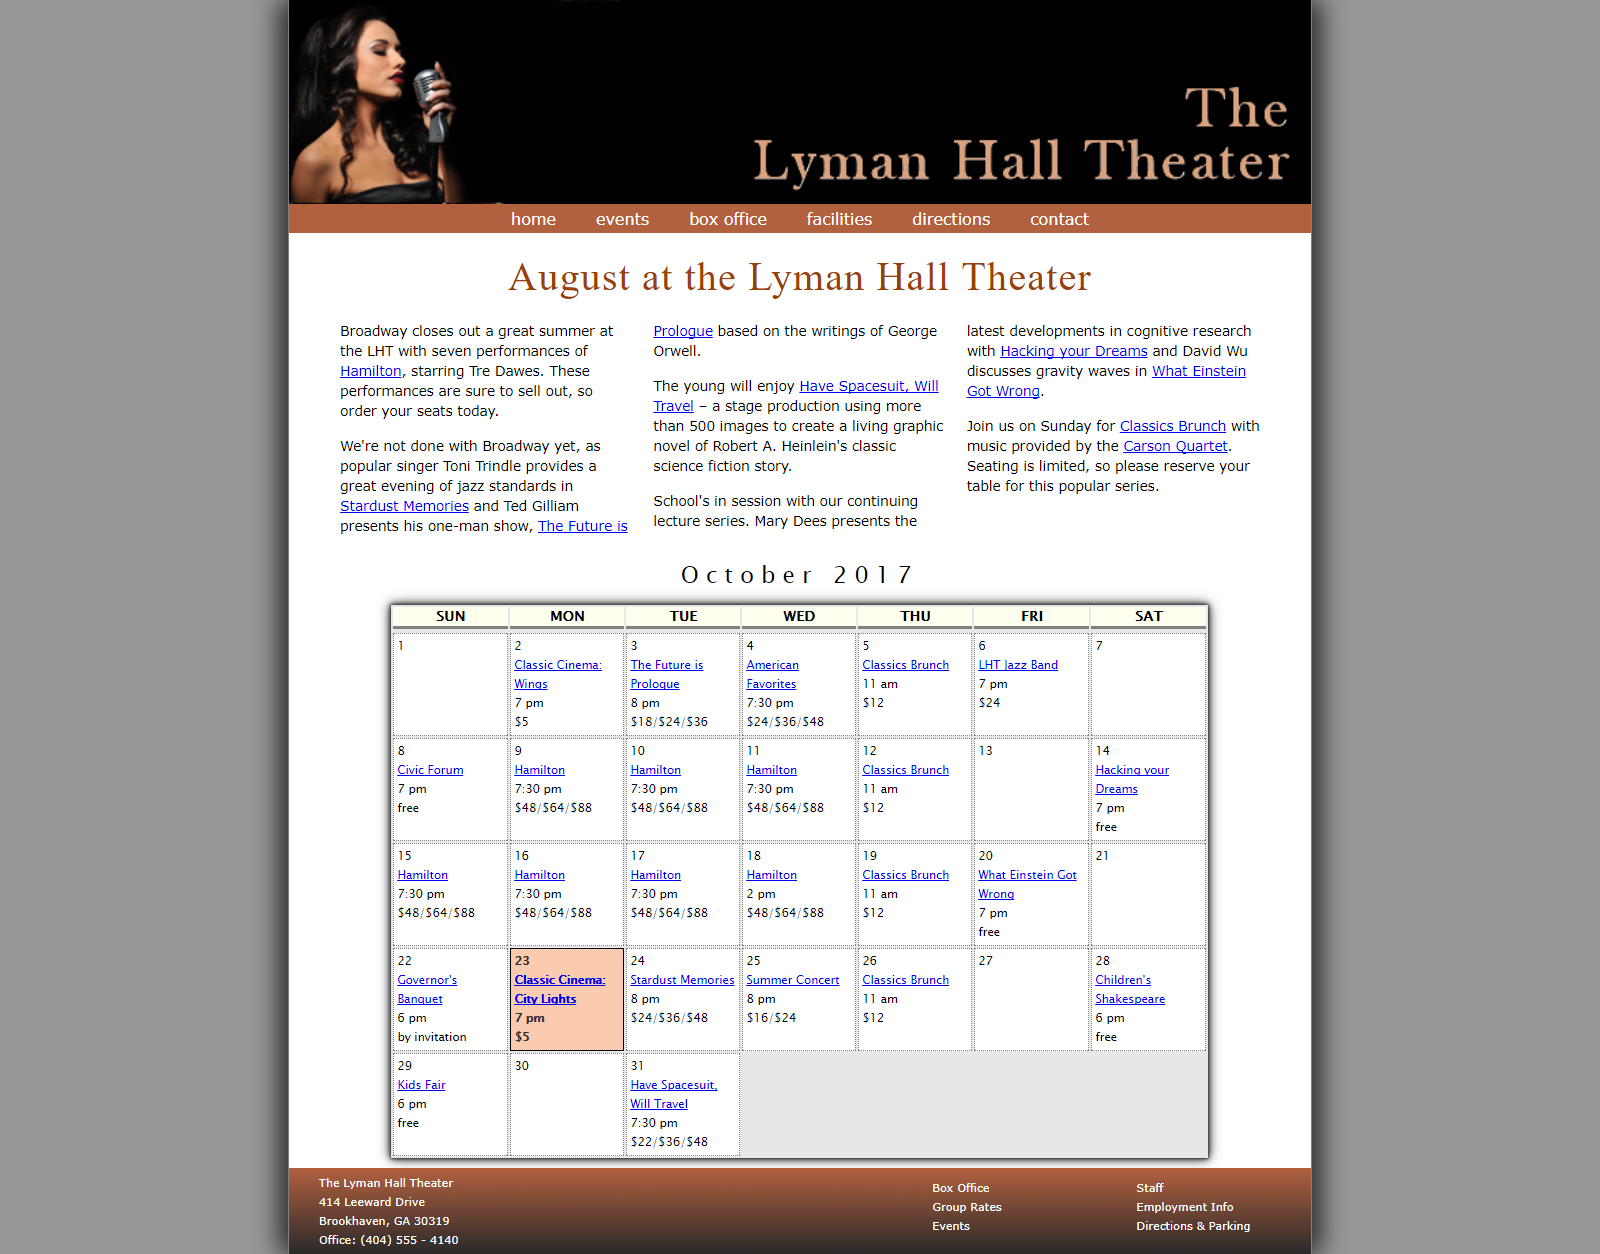 The
Lyman Hall Theater
home events box office facilities directions contact
August at the Lyman Hall Theater
Broadway closes out a great summer at
the LHT with seven performances of
Hamilton, starring Tre Dawes. These
performances are sure to sell out, so
order your seats today.
We're not done with Broadway yet, as
popular singer Toni Trindle provides a
great evening of jazz standards in
Stardust Memories and Ted Gilliam
presents his one-man show, The Future is
Prologue based on the writings of George
Orwell.
The young will enjoy Have Spacesuit, Will
Travel – a stage production using more
than 500 images to create a living graphic
novel of Robert A. Heinlein's classic
science fiction story.
School's in session with our continuing
lecture series. Mary Dees presents the
latest developments in cognitive research
with Hacking your Dreams and David Wu
discusses gravity waves in What Einstein
Got Wrong.
Join us on Sunday for Classics Brunch with
music provided by the Carson Quartet.
Seating is limited, so please reserve your
table for this popular series.
October 2017
SUN MON TUE WED THU FRI SAT
1
2
Classic Cinema:
Wings
7 pm
$5
3
The Future is
Prologue
8 pm
$18/$24/$36
4
American
Favorites
7:30 pm
$24/$36/$48
5
Classics Brunch
11 am
$12
6
LHT Jazz Band
7 pm
$24
7
8
Civic Forum
7 pm
free
9
Hamilton
7:30 pm
$48/$64/$88
10
Hamilton
7:30 pm
$48/$64/$88
11
Hamilton
7:30 pm
$48/$64/$88
12
Classics Brunch
11 am
$12
13
14
Hacking your
Dreams
7 pm
free
15
Hamilton
7:30 pm
$48/$64/$88
16
Hamilton
7:30 pm
$48/$64/$88
17
Hamilton
7:30 pm
$48/$64/$88
18
Hamilton
2 pm
$48/$64/$88
19
Classics Brunch
11 am
$12
20
What Einstein Got
Wrong
7 pm
free
21
22
Governor's
Banquet
6 pm
by invitation
23
Classic Cinema:
City Lights
7 pm
$5
24
Stardust Memories
8 pm
$24/$36/$48
25
Summer Concert
8 pm
$16/$24
26
Classics Brunch
11 am
$12
27
28
Children's
Shakespeare
6 pm
free
29
Kids Fair
6 pm
free
30
31
Have Spacesuit,
Will Travel
7:30 pm
$22/$36/$48
The Lyman Hall Theater
414 Leeward Drive
Brookhaven, GA 30319
Office: (404) 555 - 4140
Box Office
Group Rates
Events
Staff
Employment Info
Directions & Parking